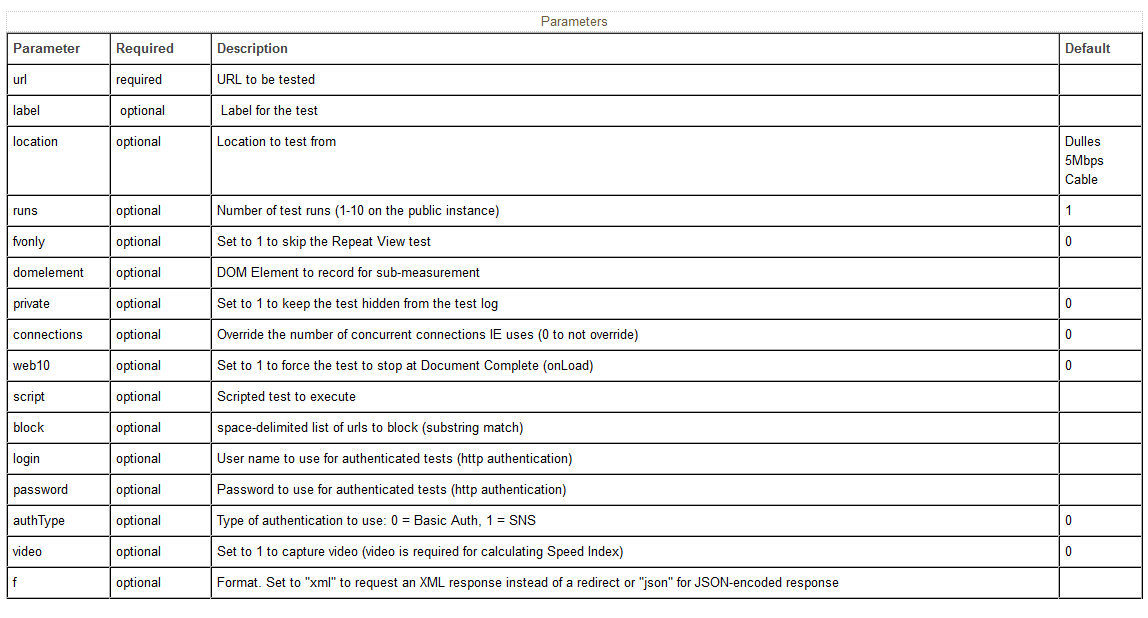 Parameters
Parameter Required Description Default
url required URL to be tested
label optional Label for the test
location optional Location to test from Dulles
5Mbps
Cable
runs optional Number of test runs (1-10 on the public instance) 1
fvonly optional Set to 1 to skip the Repeat View test 0
domelement optional DOM Element to record for sub-measurement
private optional Set to 1 to keep the test hidden from the test log 0
connections optional Override the number of concurrent connections IE uses (0 to not override) 0
web10 optional Set to 1 to force the test to stop at Document Complete (onLoad) 0
script optional Scripted test to execute
block optional space-delimited list of urls to block (substring match)
login optional User name to use for authenticated tests (http authentication)
password optional Password to use for authenticated tests (http authentication)
authType optional Type of authentication to use: 0 = Basic Auth, 1 = SNS 0
video optional Set to 1 to capture video (video is required for calculating Speed Index) 0
f optional Format. Set to "xml" to request an XML response instead of a redirect or "json" for JSON-encoded response